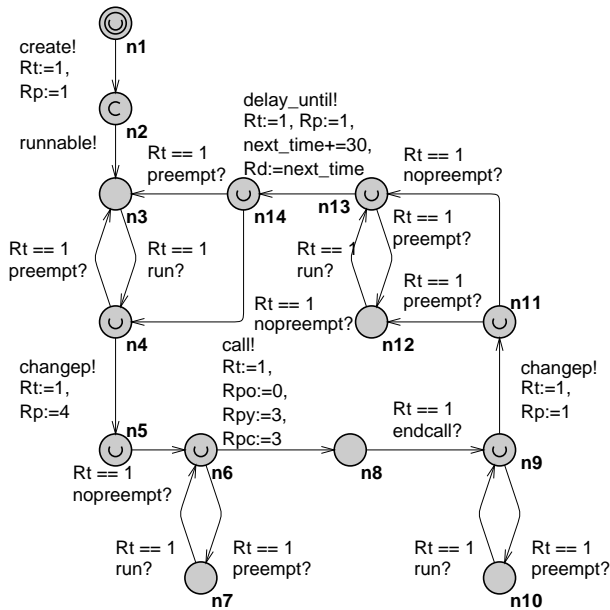 n1
create!
Rt:=1,
Rp:=1
C
n2
runnable!
delay_until!
Rt:=1, Rp:=1,
next_time+=30,
Rd:=next_time
Rt == 1
preempt?
Rt == 1
nopreempt?
n3
n14
n13
Rt == 1
preempt?
Rt == 1
run?
Rt == 1
run?
Rt == 1
preempt?
Rt == 1
nopreempt?
Rt == 1
preempt?
n4
n12
n11
changep!
Rt:=1,
Rp:=4
call!
Rt:=1,
Rpo:=0,
Rpy:=3,
Rpc:=3
changep!
Rt:=1,
Rp:=1
Rt == 1
endcall?
n5
Rt == 1
nopreempt?
n6
n8
n9
Rt == 1
run?
Rt == 1
preempt?
Rt == 1
run?
Rt == 1
preempt?
n7
n10